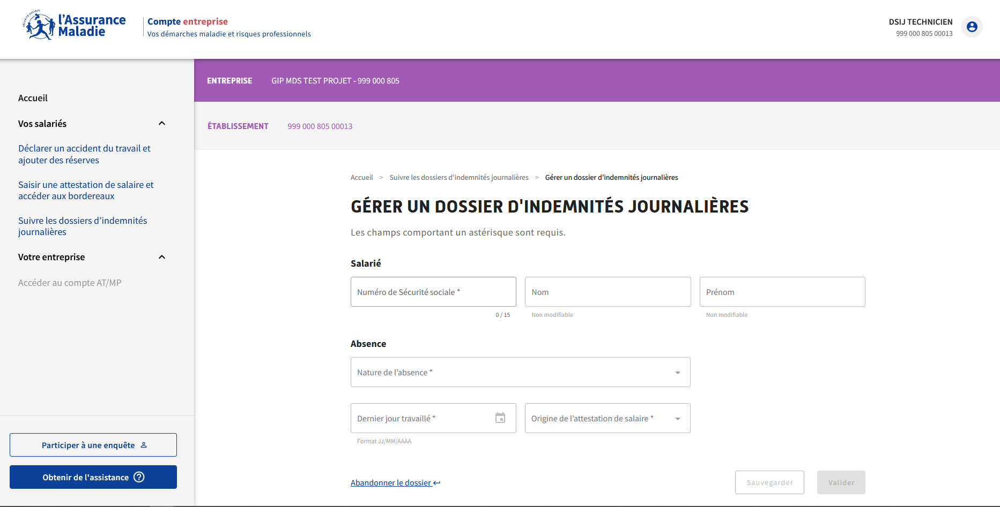 SÉCURITÉ SOCIALE
l'Assurance
Maladie
Compte entreprise
Vos démarches maladie et risques professionnels
DSIJ TECHNICIEN
999 000 805 00013
Accueil
Vos salariés
Déclarer un accident du travail et
ajouter des réserves
Saisir une attestation de salaire et
accéder aux bordereaux
Suivre les dossiers d’indemnités
journalières
Votre entreprise
Accéder au compte AT/MP
Participer à une enquête
Obtenir de l'assistance ?
ENTREPRISE GIP MDS TEST PROJET - 999 000 805
ÉTABLISSEMENT 999 000 805 00013
Accueil > Suivre les dossiers d’indemnités journalières > Gérer un dossier d’indemnités journalières
GÉRER UN DOSSIER D'INDEMNITÉS JOURNALIÈRES
Les champs comportant un astérisque sont requis.
Salarié
Numéro de Sécurité sociale * Nom Prénom
0 / 15 Non modifiable Non modifiable
Absence
Nature de l’absence *
Dernier jour travaillé * Origine de l’attestation de salaire *
Format JJ/MM/AAAA
Abandonner le dossier Sauvegarder Valider